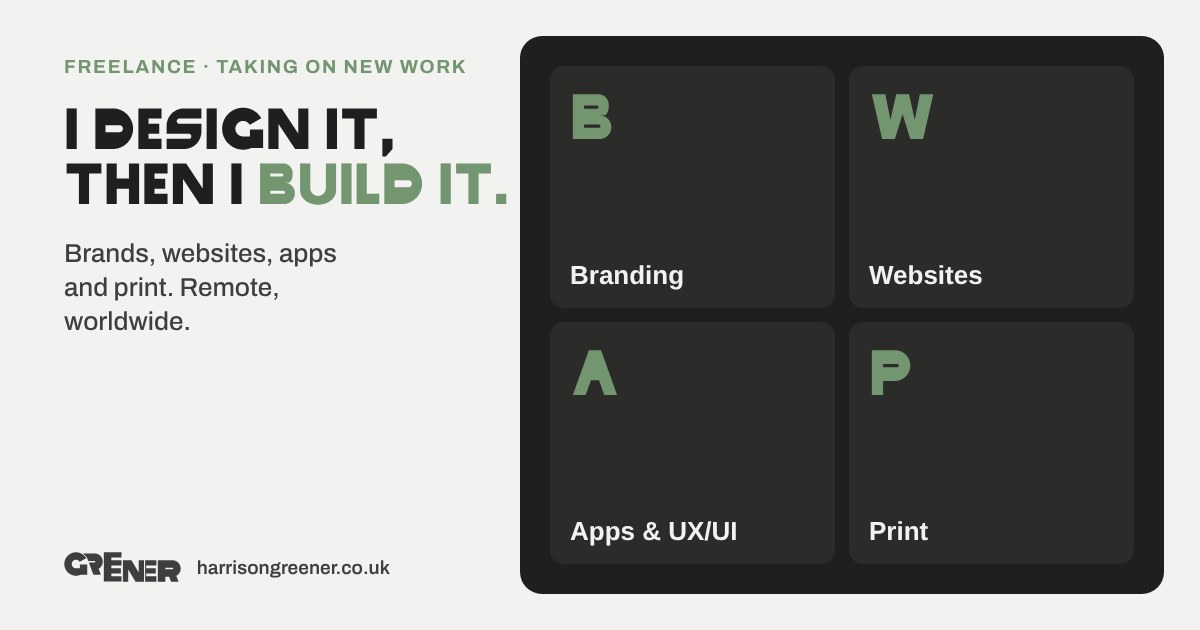 FREELANCE · TAKING ON NEW WORK
I DESIGN IT,
THEN I BUILD IT.
Brands, websites, apps
and print. Remote,
worldwide.
GRENER
harrisongreener.co.uk
B
Branding
W
Websites
A
Apps & UX/UI
P
Print